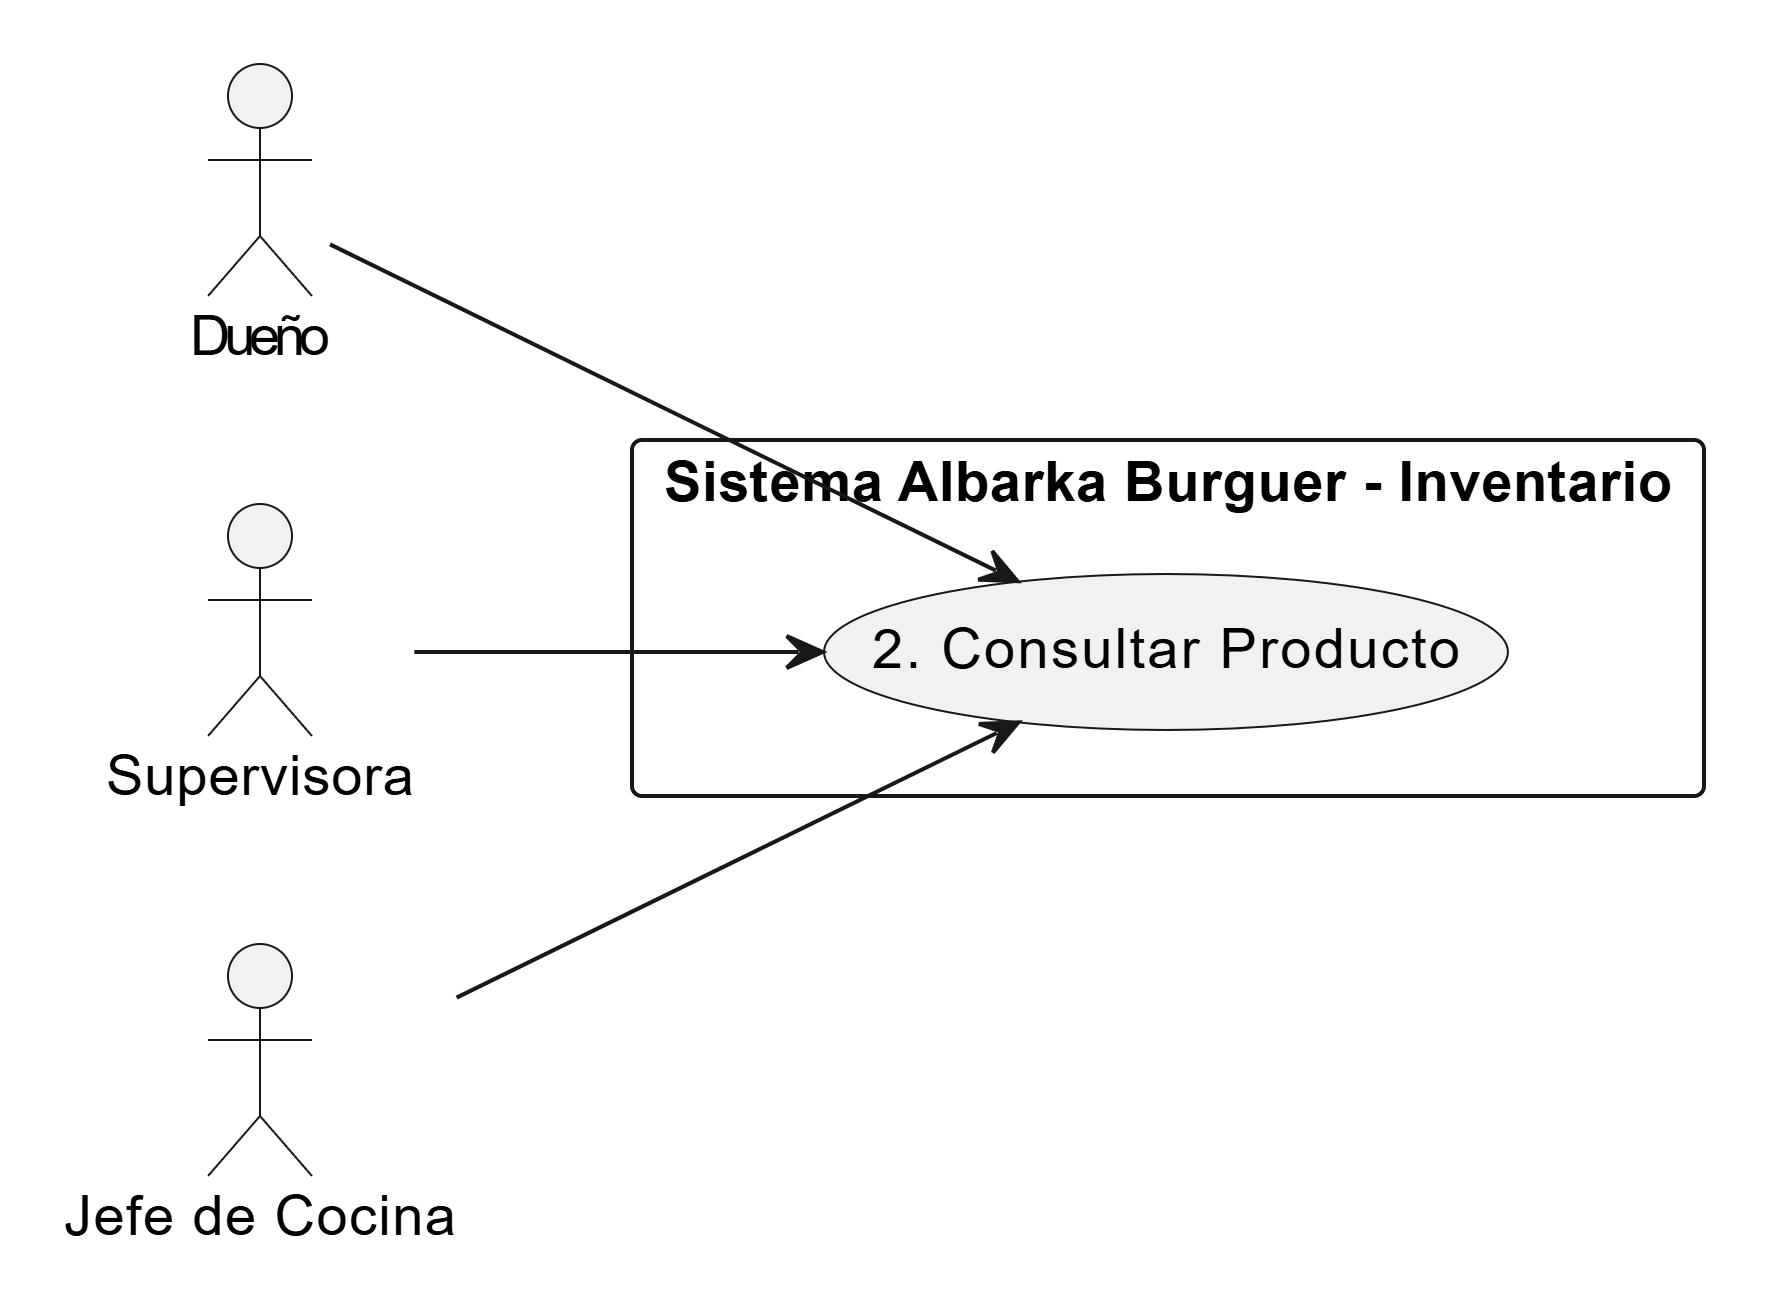 Dueño
Sistema Albarka Burguer - Inventario
2. Consultar Producto
Supervisora
Jefe de Cocina